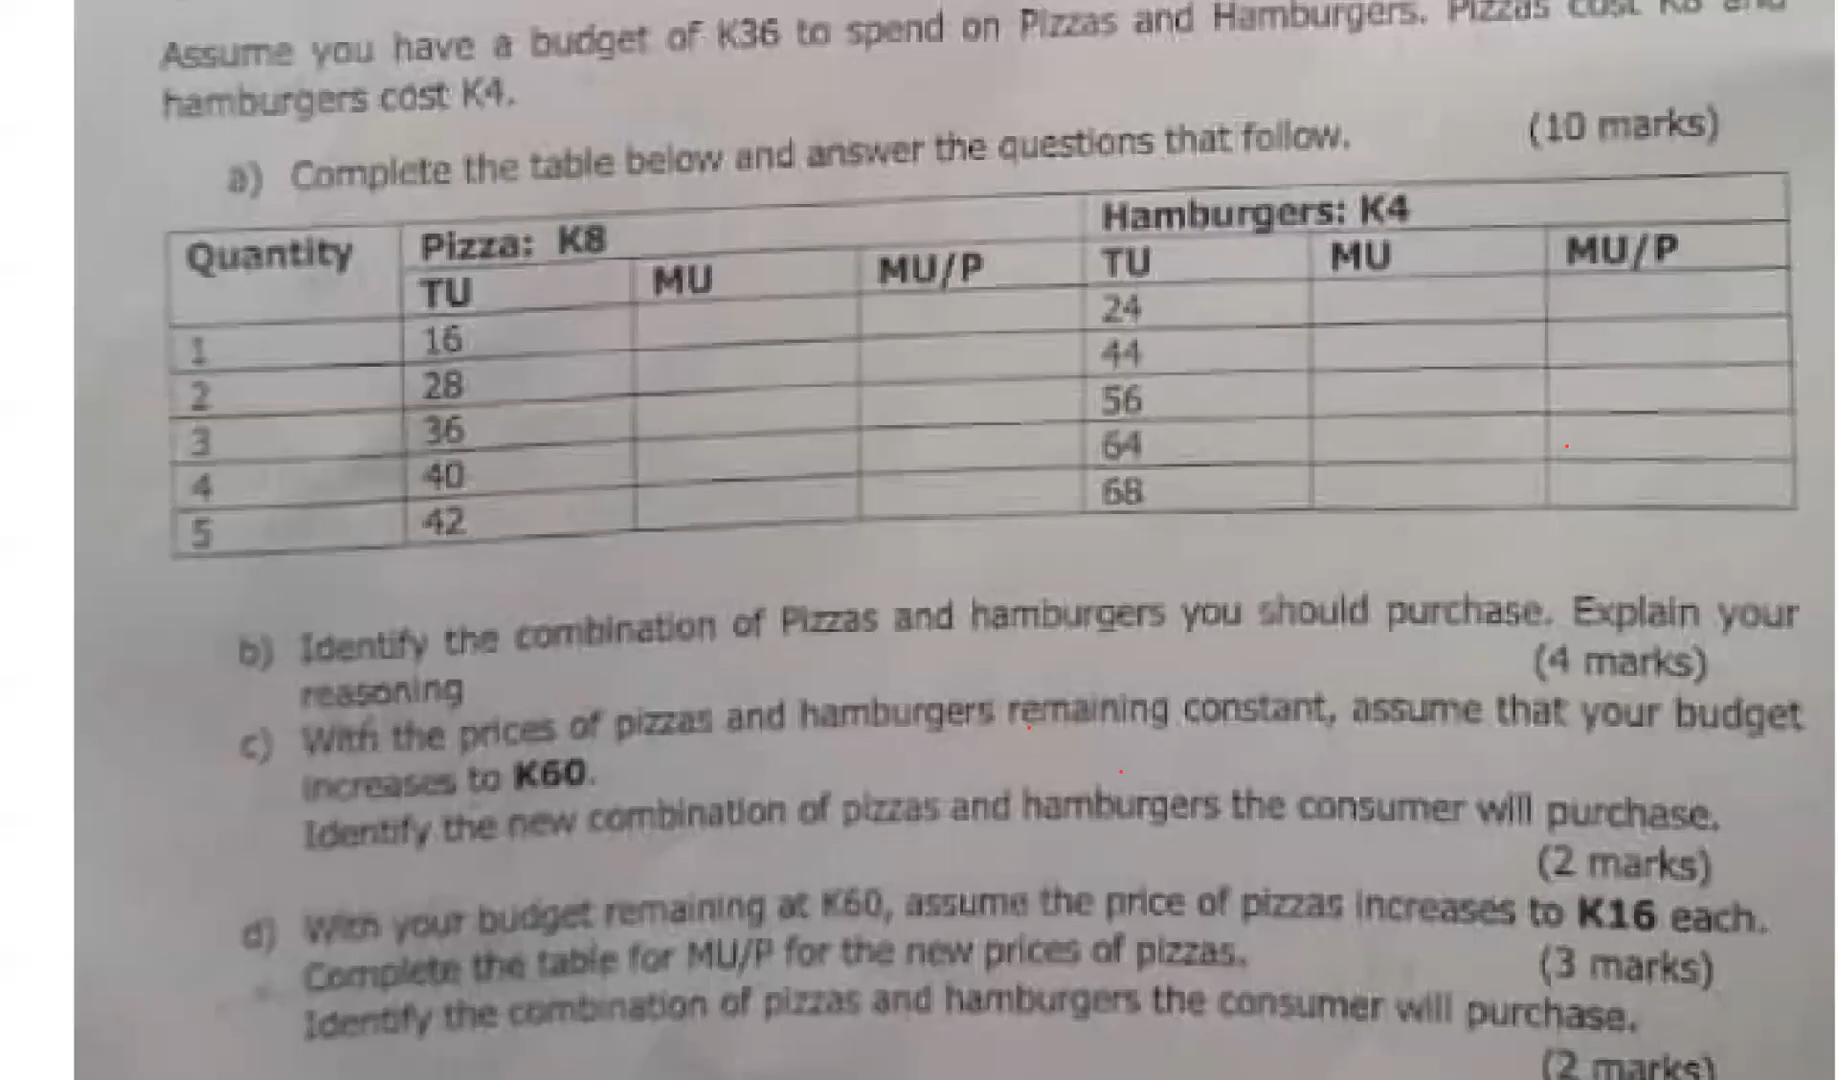 Assume you have a budget of K36 to spend on Pizzas and Hamburgers. Pizzas cost K8 and
hamburgers cost K4.
a) Complete the table below and answer the questions that follow. (10 marks)
Quantity Pizza: K8 Hamburgers: K4
TU MU MU/P TU MU MU/P
1 16 24
2 28 44
3 36 56
4 40 64
5 42 68
b) Identify the combination of Pizzas and hamburgers you should purchase. Explain your
reasoning (4 marks)
c) With the prices of pizzas and hamburgers remaining constant, assume that your budget
increases to K60.
Identify the new combination of pizzas and hamburgers the consumer will purchase.
(2 marks)
d) With your budget remaining at K60, assume the price of pizzas increases to K16 each.
Complete the table for MU/P for the new prices of pizzas. (3 marks)
Identify the combination of pizzas and hamburgers the consumer will purchase.
(2 marks)